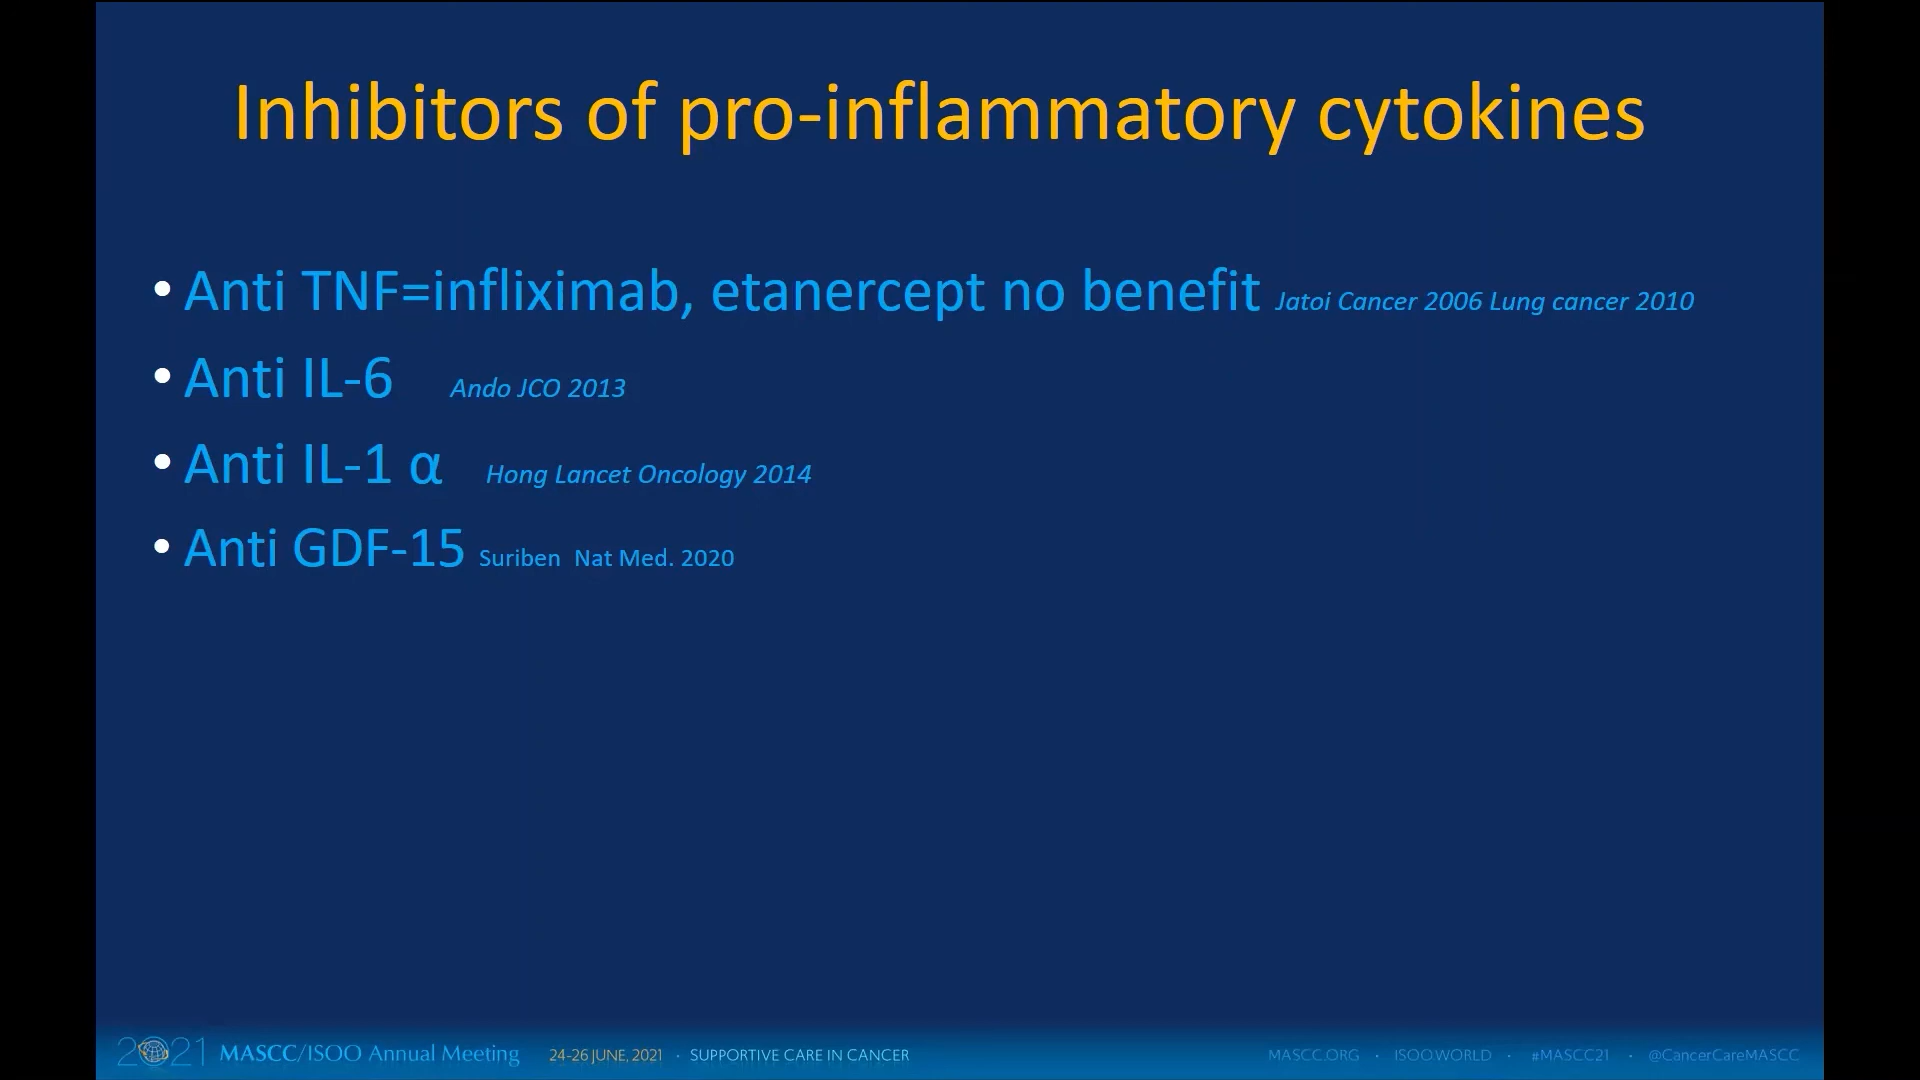 Inhibitors of pro-inflammatory cytokines
• Anti TNF=infliximab, etanercept no benefit Jatoi Cancer 2006 Lung cancer 2010
• Anti IL-6 Ando JCO 2013
• Anti IL-1 α Hong Lancet Oncology 2014
• Anti GDF-15 Suriben Nat Med. 2020
2021 MASCC/ISOO Annual Meeting 24-26 JUNE, 2021 · SUPPORTIVE CARE IN CANCER MASCC.ORG · ISOO.WORLD · #MASCC21 · @CancerCareMASCC